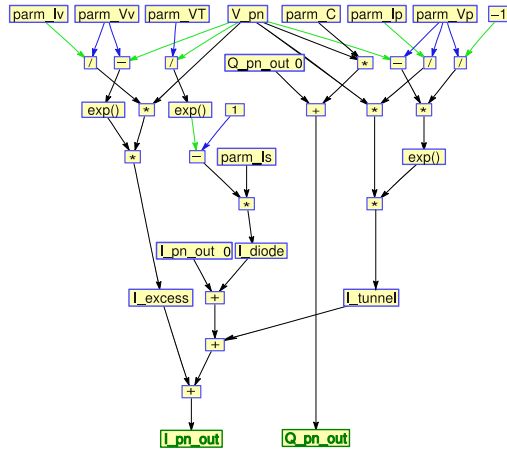 parm_Iv parm_Vv parm_VT V_pn parm_C parm_Ip parm_Vp −1
/ − / Q_pn_out 0 * − / /
exp() * exp() 1 + * *
* − parm_Is exp()
* *
I_pn_out 0 I_diode
I_excess + I_tunnel
+
+
I_pn_out Q_pn_out